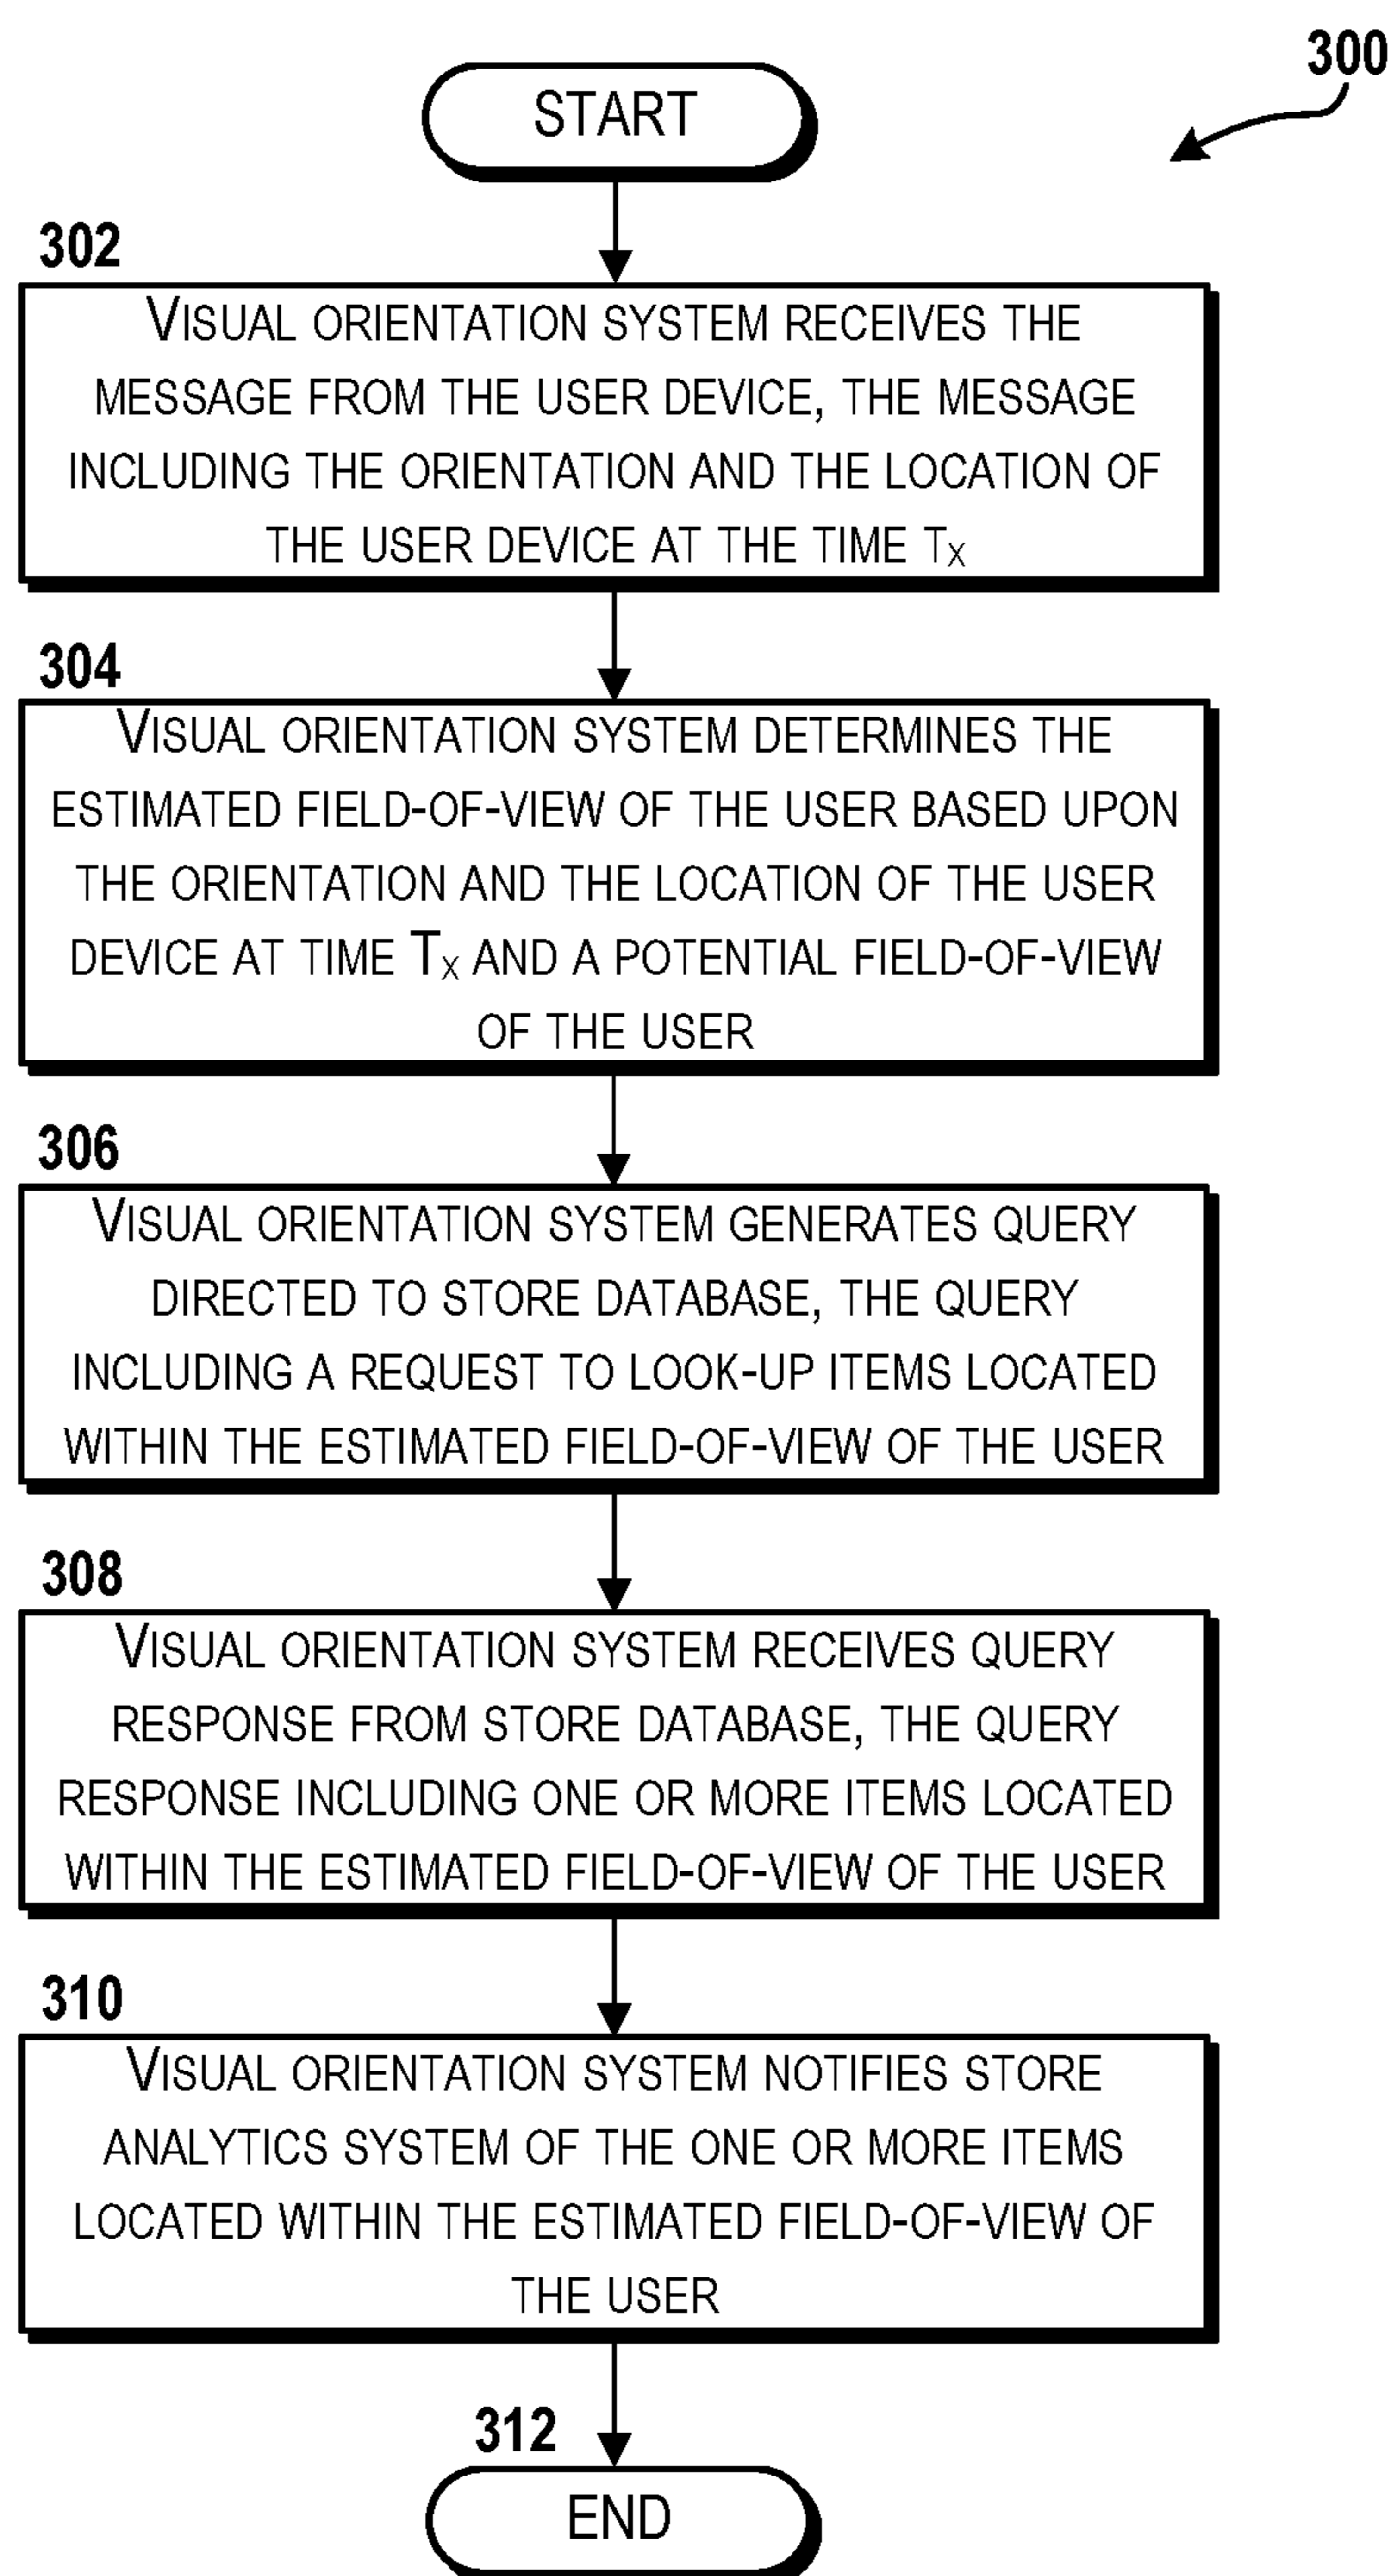 300
START
302
VISUAL ORIENTATION SYSTEM RECEIVES THE
MESSAGE FROM THE USER DEVICE, THE MESSAGE
INCLUDING THE ORIENTATION AND THE LOCATION OF
THE USER DEVICE AT THE TIME TX
304
VISUAL ORIENTATION SYSTEM DETERMINES THE
ESTIMATED FIELD-OF-VIEW OF THE USER BASED UPON
THE ORIENTATION AND THE LOCATION OF THE USER
DEVICE AT TIME TX AND A POTENTIAL FIELD-OF-VIEW
OF THE USER
306
VISUAL ORIENTATION SYSTEM GENERATES QUERY
DIRECTED TO STORE DATABASE, THE QUERY
INCLUDING A REQUEST TO LOOK-UP ITEMS LOCATED
WITHIN THE ESTIMATED FIELD-OF-VIEW OF THE USER
308
VISUAL ORIENTATION SYSTEM RECEIVES QUERY
RESPONSE FROM STORE DATABASE, THE QUERY
RESPONSE INCLUDING ONE OR MORE ITEMS LOCATED
WITHIN THE ESTIMATED FIELD-OF-VIEW OF THE USER
310
VISUAL ORIENTATION SYSTEM NOTIFIES STORE
ANALYTICS SYSTEM OF THE ONE OR MORE ITEMS
LOCATED WITHIN THE ESTIMATED FIELD-OF-VIEW OF
THE USER
312
END